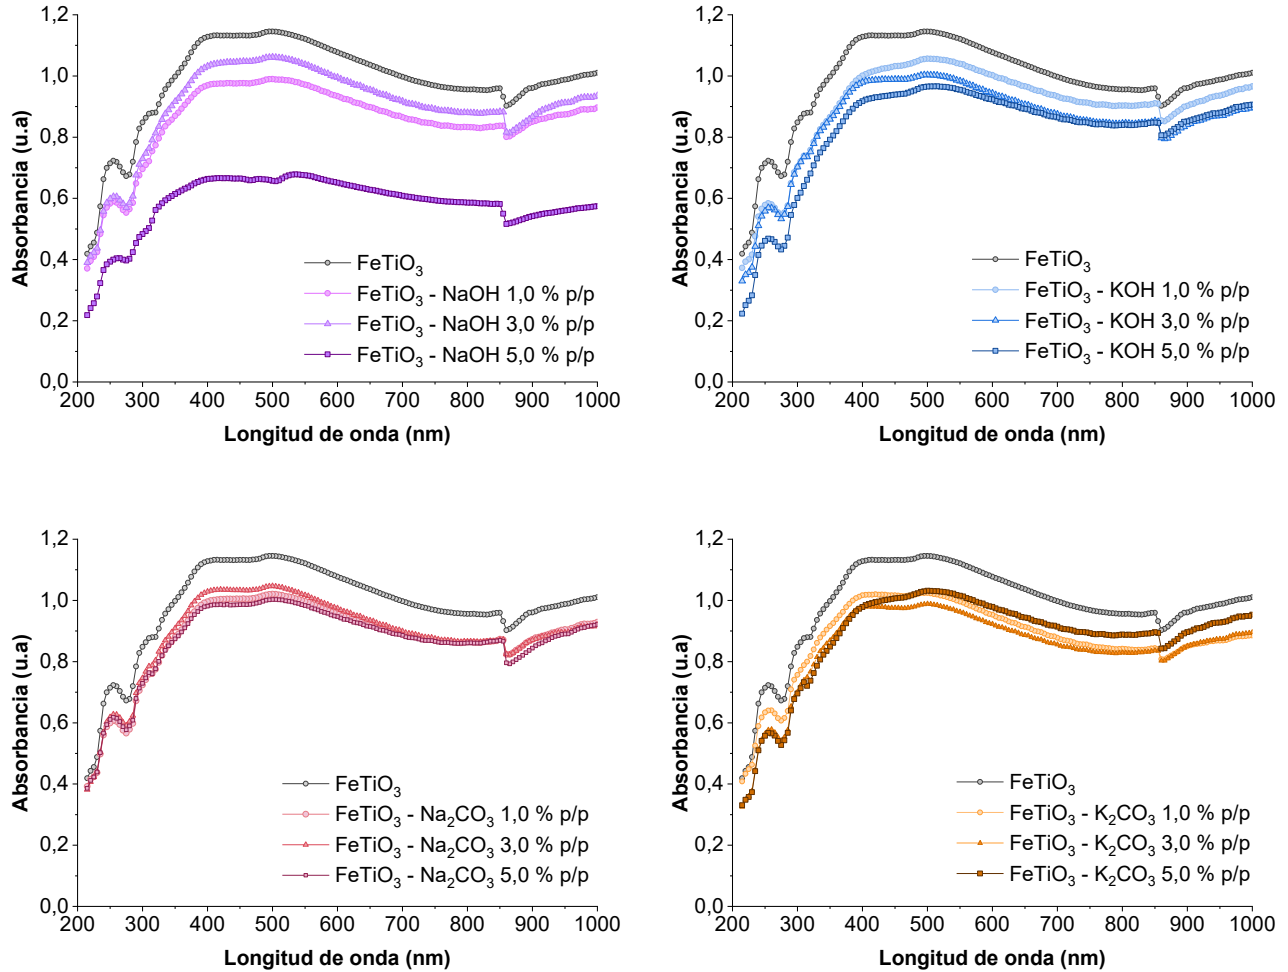 1,2
1,0
0,8
0,6
0,4
0,2
0,0
Absorbancia (u.a)
FeTiO₃
FeTiO₃ - NaOH 1,0 % p/p
FeTiO₃ - NaOH 3,0 % p/p
FeTiO₃ - NaOH 5,0 % p/p
200 300 400 500 600 700 800 900 1000
Longitud de onda (nm)
1,2
1,0
0,8
0,6
0,4
0,2
0,0
Absorbancia (u.a)
FeTiO₃
FeTiO₃ - KOH 1,0 % p/p
FeTiO₃ - KOH 3,0 % p/p
FeTiO₃ - KOH 5,0 % p/p
200 300 400 500 600 700 800 900 1000
Longitud de onda (nm)
1,2
1,0
0,8
0,6
0,4
0,2
0,0
Absorbancia (u.a)
FeTiO₃
FeTiO₃ - Na₂CO₃ 1,0 % p/p
FeTiO₃ - Na₂CO₃ 3,0 % p/p
FeTiO₃ - Na₂CO₃ 5,0 % p/p
200 300 400 500 600 700 800 900 1000
Longitud de onda (nm)
1,2
1,0
0,8
0,6
0,4
0,2
0,0
Absorbancia (u.a)
FeTiO₃
FeTiO₃ - K₂CO₃ 1,0 % p/p
FeTiO₃ - K₂CO₃ 3,0 % p/p
FeTiO₃ - K₂CO₃ 5,0 % p/p
200 300 400 500 600 700 800 900 1000
Longitud de onda (nm)